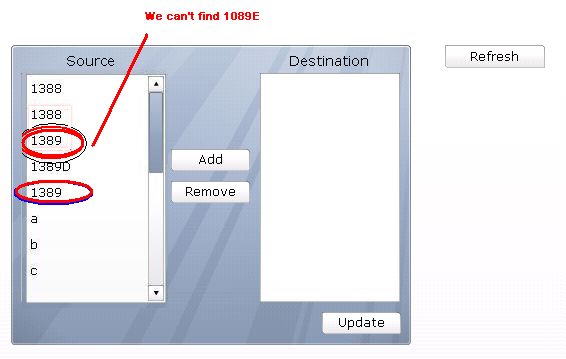 We can't find 1089E
Source
Destination
Refresh
1388
1388
1389
1389D
1389
a
b
c
Add
Remove
Update